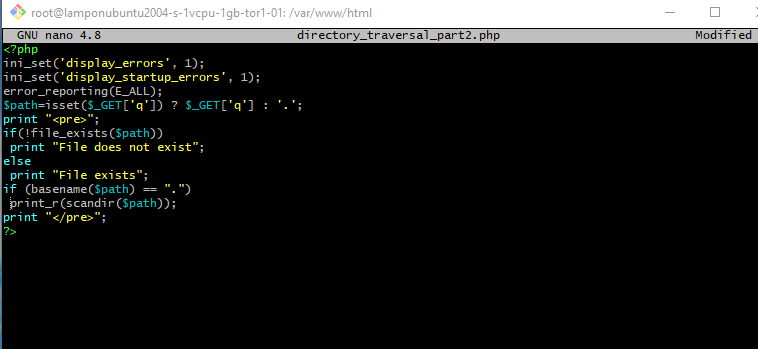 root@lamponubuntu2004-s-1vcpu-1gb-tor1-01: /var/www/html
GNU nano 4.8 directory_traversal_part2.php Modified
<?php
ini_set('display_errors', 1);
ini_set('display_startup_errors', 1);
error_reporting(E_ALL);
$path=isset($_GET['q']) ? $_GET['q'] : '.';
print "<pre>";
if(!file_exists($path))
 print "File does not exist";
else
 print "File exists";
if (basename($path) == ".")
 print_r(scandir($path));
print "</pre>";
?>